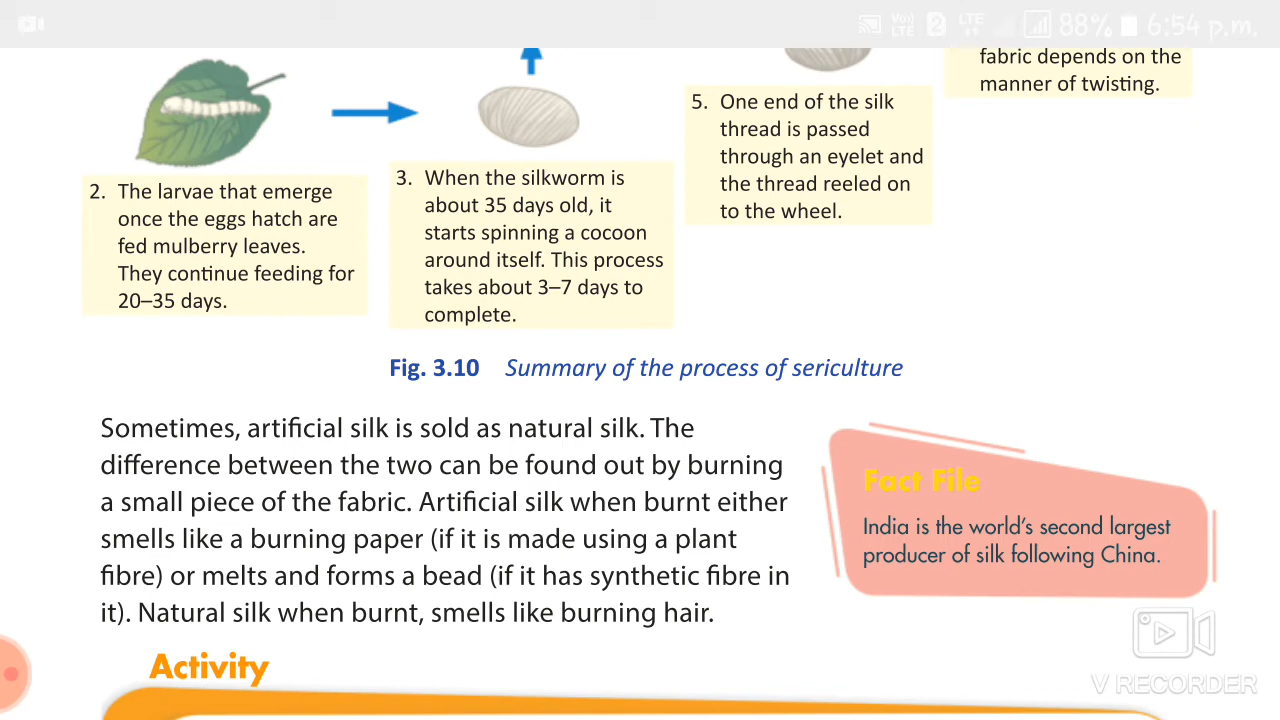 Voi) LTE 2 LTE 88% 6:54 p.m.
fabric depends on the
manner of twisting.
5. One end of the silk
thread is passed
through an eyelet and
the thread reeled on
to the wheel.
2. The larvae that emerge
once the eggs hatch are
fed mulberry leaves.
They continue feeding for
20–35 days.
3. When the silkworm is
about 35 days old, it
starts spinning a cocoon
around itself. This process
takes about 3–7 days to
complete.
Fig. 3.10 Summary of the process of sericulture
Sometimes, artificial silk is sold as natural silk. The
difference between the two can be found out by burning
a small piece of the fabric. Artificial silk when burnt either
smells like a burning paper (if it is made using a plant
fibre) or melts and forms a bead (if it has synthetic fibre in
it). Natural silk when burnt, smells like burning hair.
Fact File
India is the world's second largest
producer of silk following China.
Activity
V RECORDER